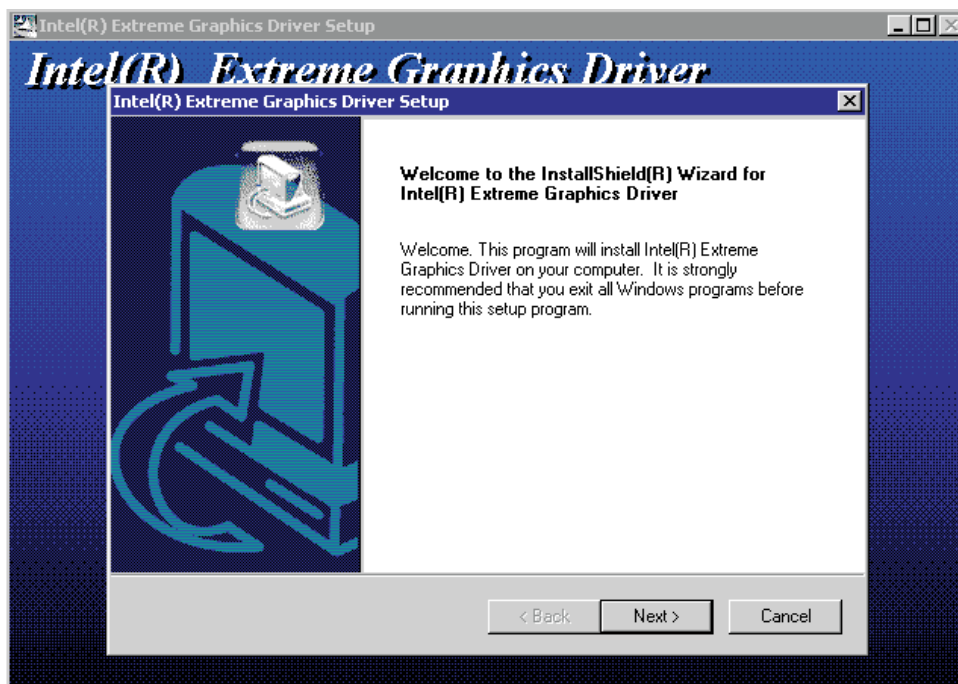 Intel(R) Extreme Graphics Driver Setup
Intel(R) Extreme Graphics Driver
Intel(R) Extreme Graphics Driver Setup
Welcome to the InstallShield(R) Wizard for
Intel(R) Extreme Graphics Driver
Welcome. This program will install Intel(R) Extreme
Graphics Driver on your computer. It is strongly
recommended that you exit all Windows programs before
running this setup program.
< Back
Next >
Cancel